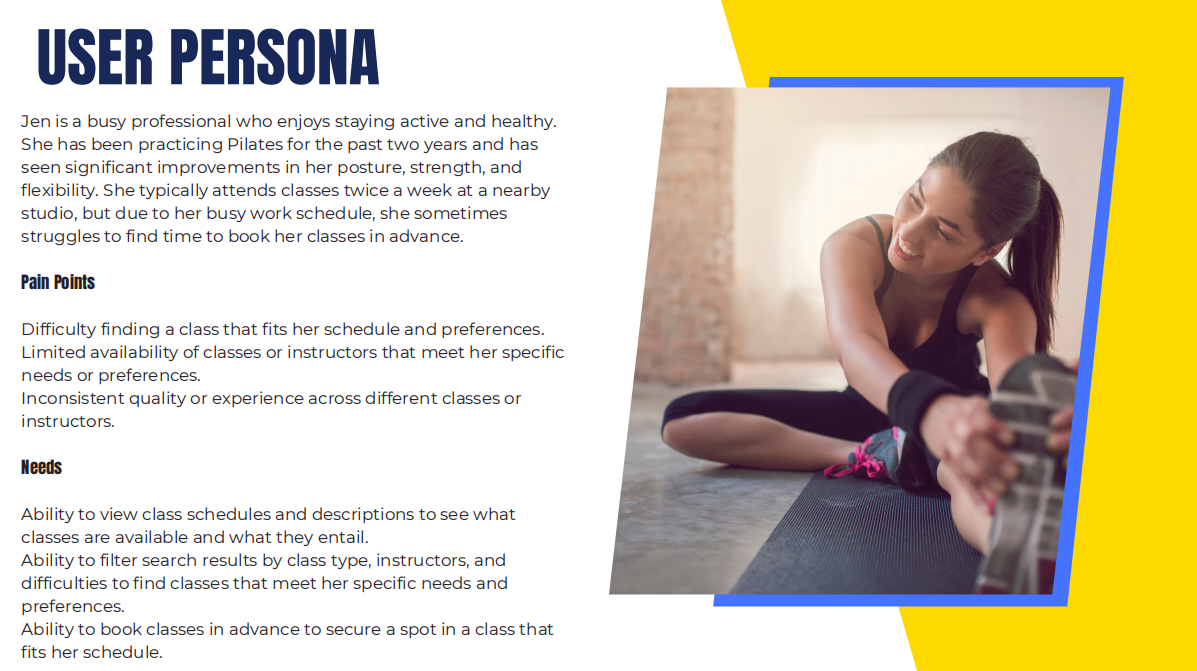 USER PERSONA
Jen is a busy professional who enjoys staying active and healthy.
She has been practicing Pilates for the past two years and has
seen significant improvements in her posture, strength, and
flexibility. She typically attends classes twice a week at a nearby
studio, but due to her busy work schedule, she sometimes
struggles to find time to book her classes in advance.
Pain Points
Difficulty finding a class that fits her schedule and preferences.
Limited availability of classes or instructors that meet her specific
needs or preferences.
Inconsistent quality or experience across different classes or
instructors.
Needs
Ability to view class schedules and descriptions to see what
classes are available and what they entail.
Ability to filter search results by class type, instructors, and
difficulties to find classes that meet her specific needs and
preferences.
Ability to book classes in advance to secure a spot in a class that
fits her schedule.